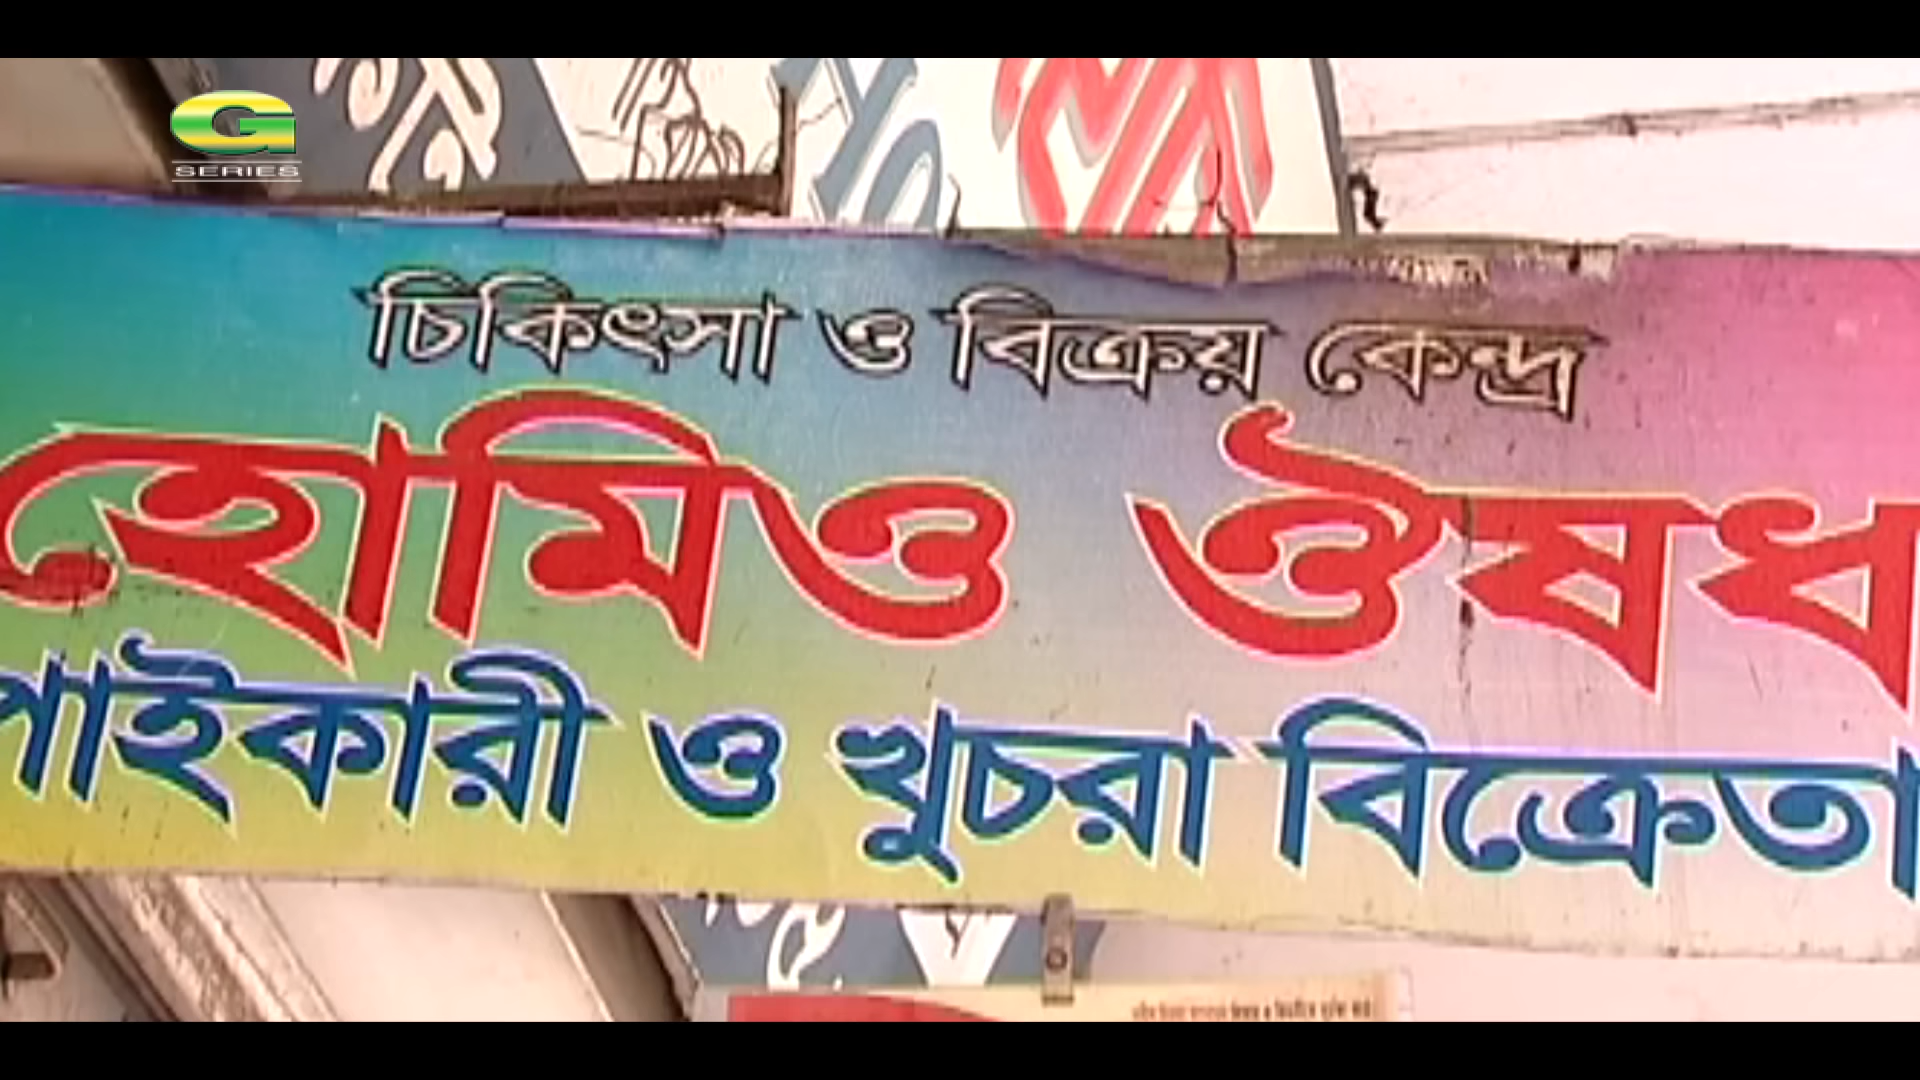 G
SERIES
চিকিৎসা ও বিক্রয় কেন্দ্র
হোমিও ঔষধ
পাইকারী ও খুচরা বিক্রেতা